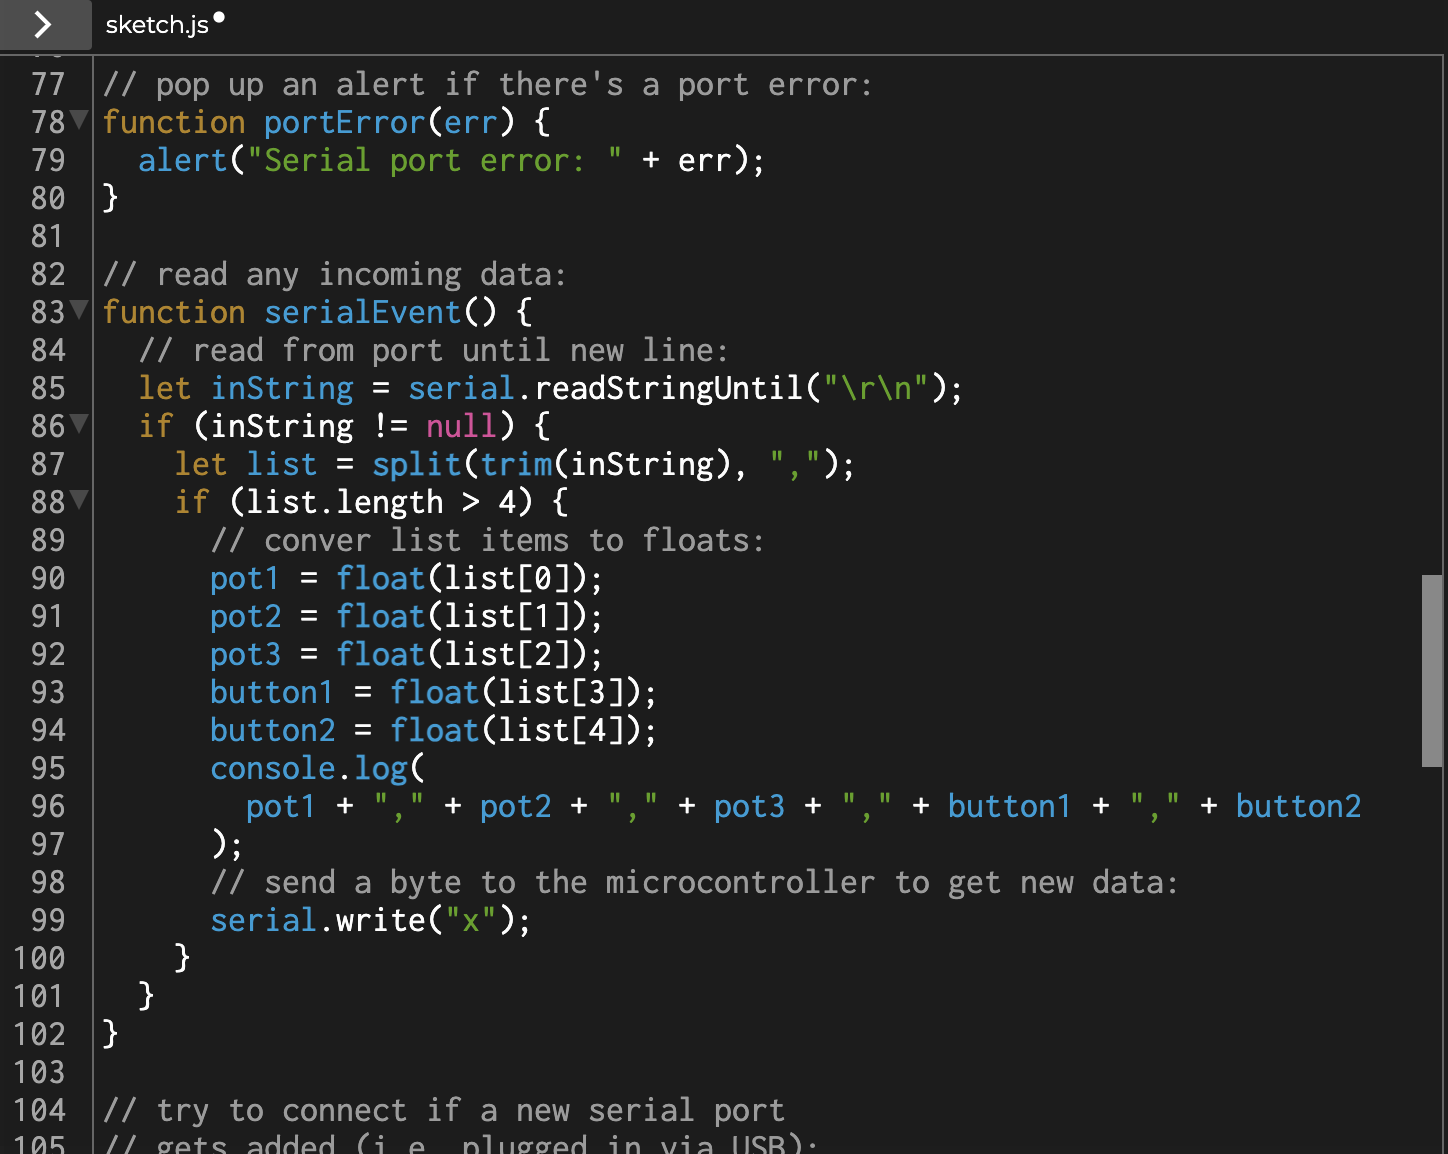 sketch.js
77 // pop up an alert if there's a port error:
78 function portError(err) {
79   alert("Serial port error: " + err);
80 }
81
82 // read any incoming data:
83 function serialEvent() {
84   // read from port until new line:
85   let inString = serial.readStringUntil("\r\n");
86   if (inString != null) {
87     let list = split(trim(inString), ",");
88     if (list.length > 4) {
89       // conver list items to floats:
90       pot1 = float(list[0]);
91       pot2 = float(list[1]);
92       pot3 = float(list[2]);
93       button1 = float(list[3]);
94       button2 = float(list[4]);
95       console.log(
96         pot1 + "," + pot2 + "," + pot3 + "," + button1 + "," + button2
97       );
98       // send a byte to the microcontroller to get new data:
99       serial.write("x");
100     }
101   }
102 }
103
104 // try to connect if a new serial port
105 // gets added (i.e. plugged in via USB):